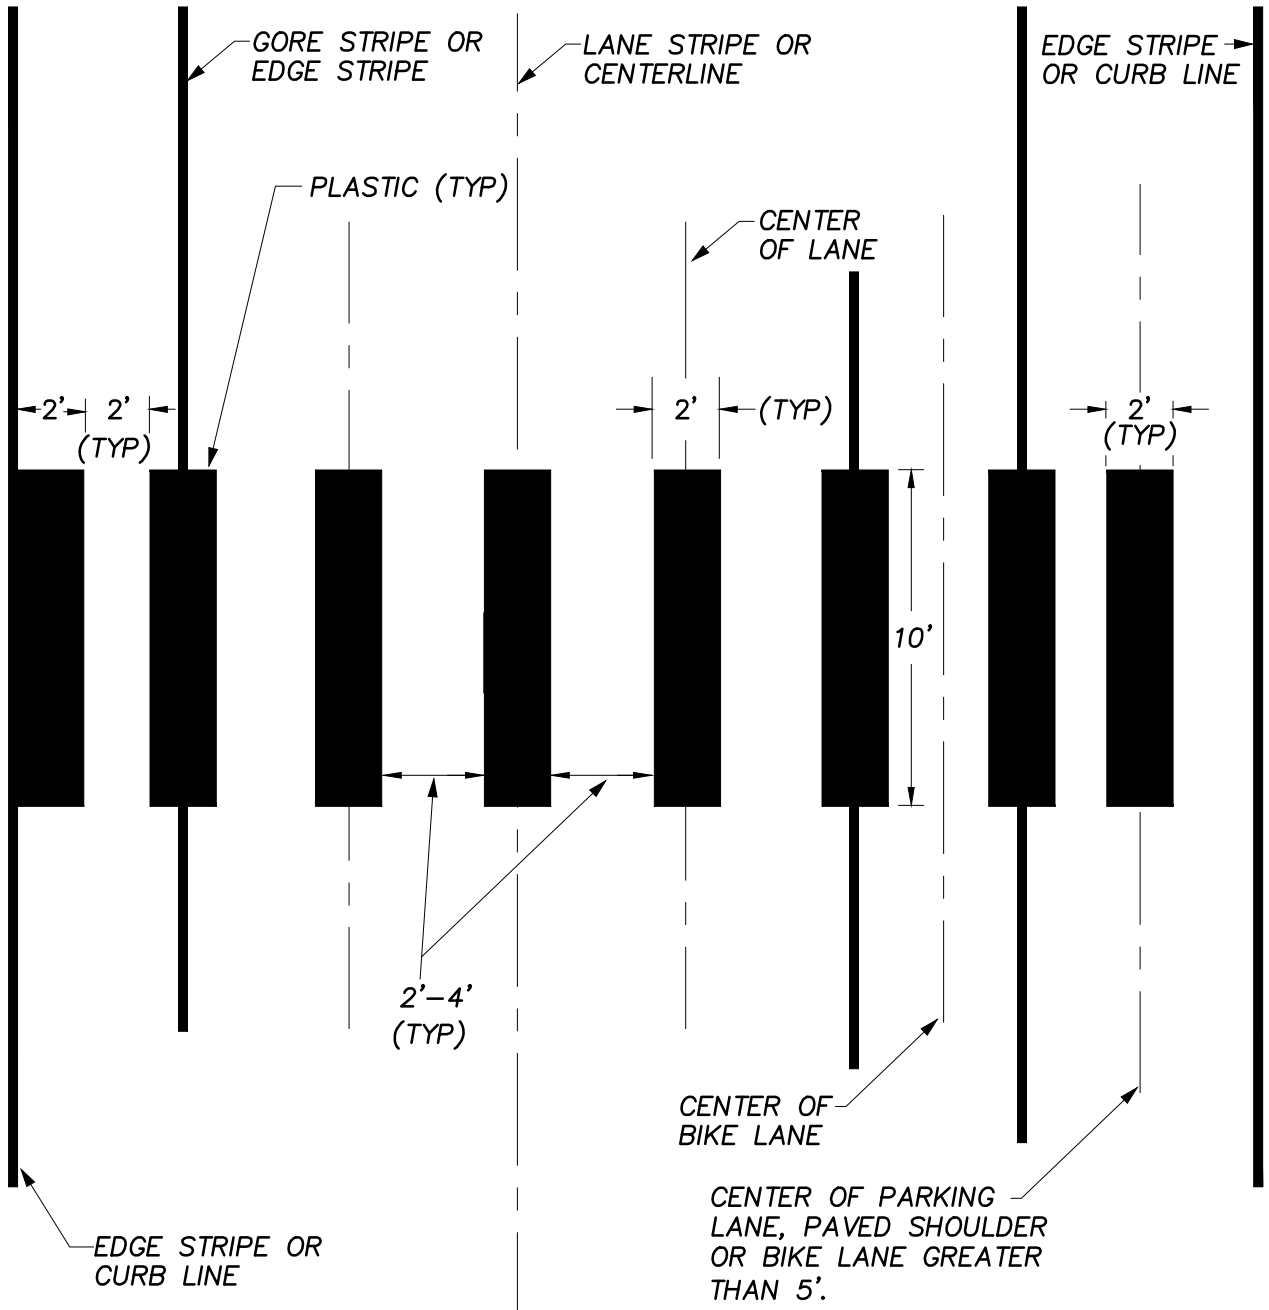 GORE STRIPE OR
EDGE STRIPE
LANE STRIPE OR
CENTERLINE
EDGE STRIPE
OR CURB LINE
PLASTIC (TYP)
CENTER
OF LANE
2'
2'
(TYP)
2'
(TYP)
2'
(TYP)
10'
2'-4'
(TYP)
CENTER OF
BIKE LANE
CENTER OF PARKING
LANE, PAVED SHOULDER
OR BIKE LANE GREATER
THAN 5'.
EDGE STRIPE OR
CURB LINE